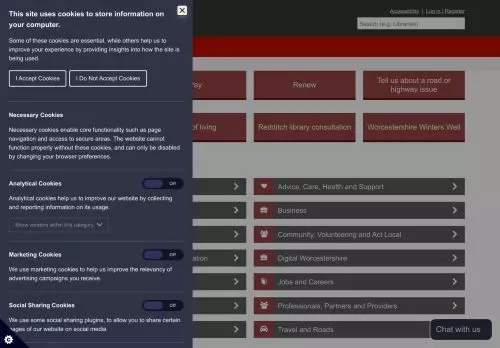 This site uses cookies to store information on
your computer.
Some of these cookies are essential, while others help us to
improve your experience by providing insights into how the site is
being used.
I Accept Cookies
I Do Not Accept Cookies
Necessary Cookies
Necessary cookies enable core functionality such as page
navigation and access to secure areas. The website cannot
function properly without these cookies, and can only be disabled
by changing your browser preferences.
Analytical Cookies
Off
Analytical cookies help us to improve our website by collecting
and reporting information on its usage.
Show vendors within this category
Marketing Cookies
Off
We use marketing cookies to help us improve the relevancy of
advertising campaigns you receive.
Social Sharing Cookies
Off
We use some social sharing plugins, to allow you to share certain
pages of our website on social media
Accessibility | Log in / Register
Search (e.g. Libraries)
Pay
Renew
Tell us about a road or
highway issue
of living
Redditch library consultation
Worcestershire Winters Well
Advice, Care, Health and Support
Business
Community, Volunteering and Act Local
Digital Worcestershire
Jobs and Careers
Professionals, Partners and Providers
Travel and Roads
Chat with us